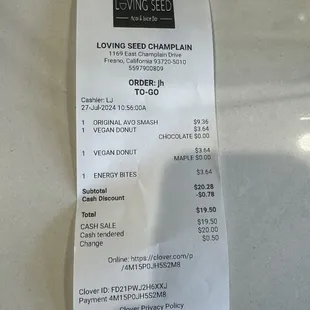 LOVING SEED
Acai & Juice Bar
LOVING SEED CHAMPLAIN
1169 East Champlain Drive
Fresno, California 93720-5010
5597900809
ORDER: jh
TO-GO
Cashier: LJ
27-Jul-2024 10:56:00A
1 ORIGINAL AVO SMASH $9.36
1 VEGAN DONUT $3.64
CHOCOLATE $0.00
1 VEGAN DONUT $3.64
MAPLE $0.00
1 ENERGY BITES $3.64
Subtotal $20.28
Cash Discount -$0.78
Total $19.50
CASH SALE $19.50
Cash tendered $20.00
Change $0.50
Online: https://clover.com/p
/4M15P0JH5S2M8
Clover ID: FD21PWJ2H6XXJ
Payment 4M15P0JH5S2M8
Clover Privacy Policy